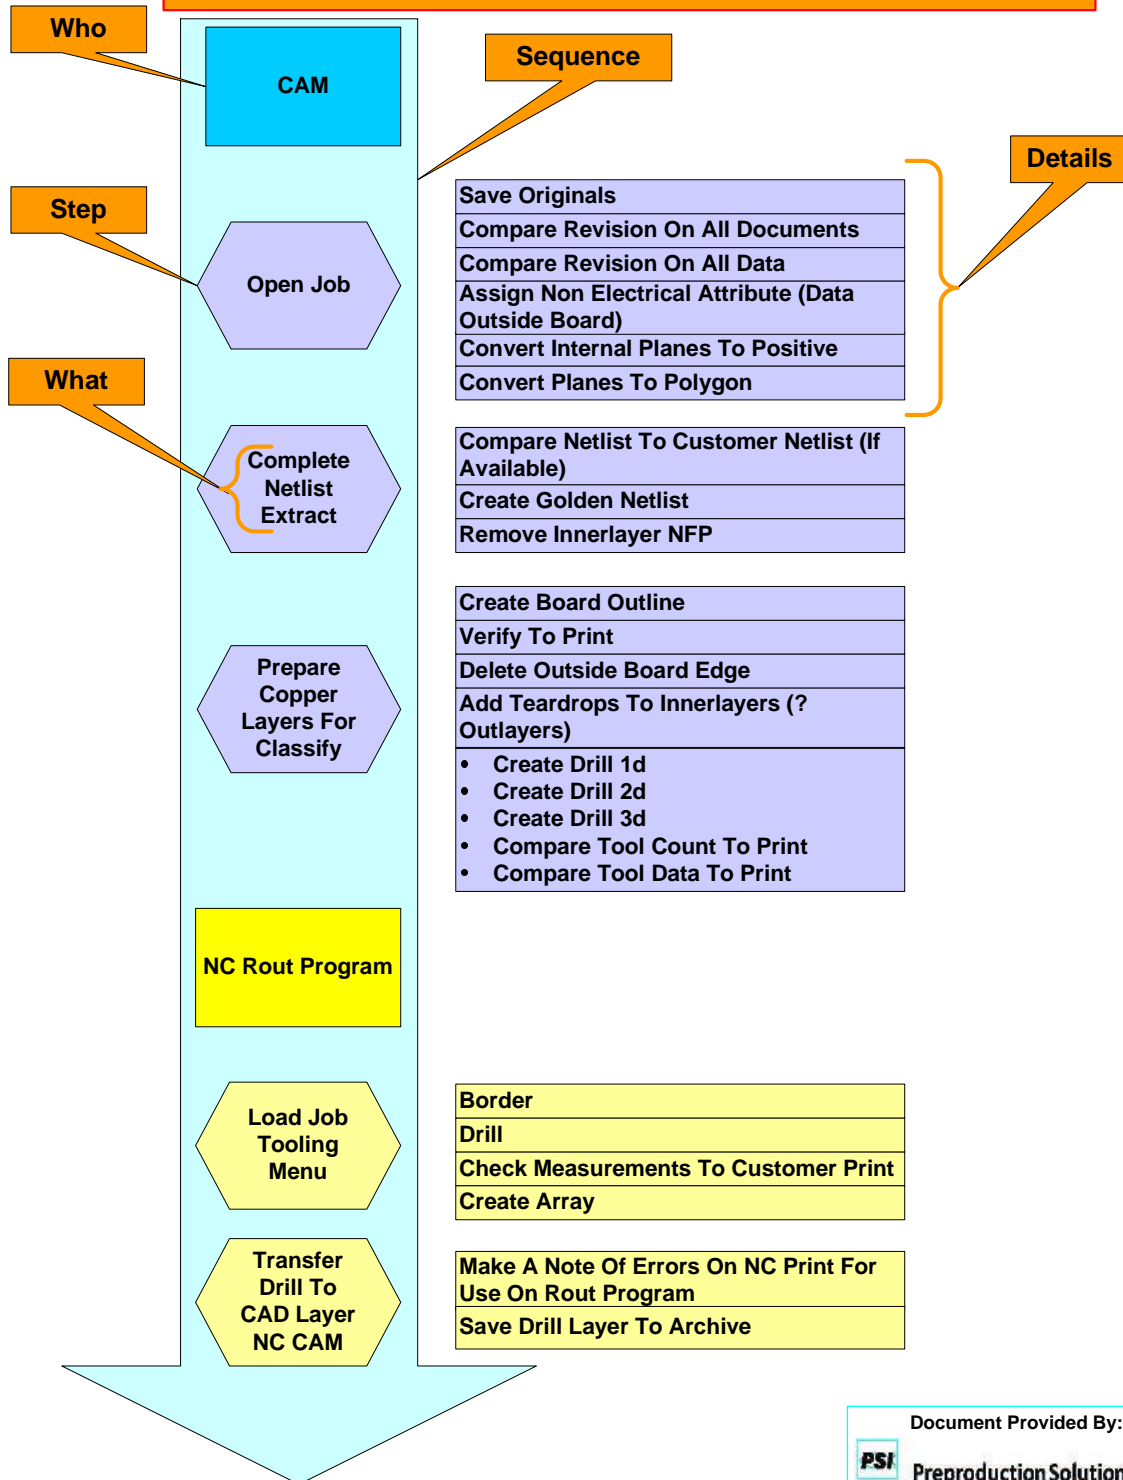 Who
CAM
Sequence
Details
Step
Open Job
Save Originals
Compare Revision On All Documents
Compare Revision On All Data
Assign Non Electrical Attribute (Data
Outside Board)
Convert Internal Planes To Positive
Convert Planes To Polygon
What
Complete
Netlist
Extract
Compare Netlist To Customer Netlist (If
Available)
Create Golden Netlist
Remove Innerlayer NFP
Prepare
Copper
Layers For
Classify
Create Board Outline
Verify To Print
Delete Outside Board Edge
Add Teardrops To Innerlayers (?
Outlayers)
• Create Drill 1d
• Create Drill 2d
• Create Drill 3d
• Compare Tool Count To Print
• Compare Tool Data To Print
NC Rout Program
Load Job
Tooling
Menu
Border
Drill
Check Measurements To Customer Print
Create Array
Transfer
Drill To
CAD Layer
NC CAM
Make A Note Of Errors On NC Print For
Use On Rout Program
Save Drill Layer To Archive
Document Provided By:
PSI
Preproduction Solution